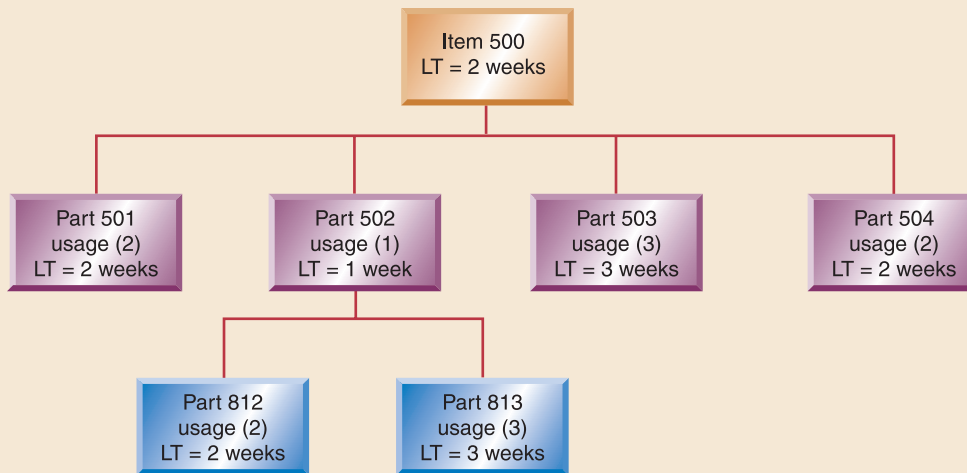 Item 500
LT = 2 weeks
Part 501
usage (2)
LT = 2 weeks
Part 502
usage (1)
LT = 1 week
Part 503
usage (3)
LT = 3 weeks
Part 504
usage (2)
LT = 2 weeks
Part 812
usage (2)
LT = 2 weeks
Part 813
usage (3)
LT = 3 weeks